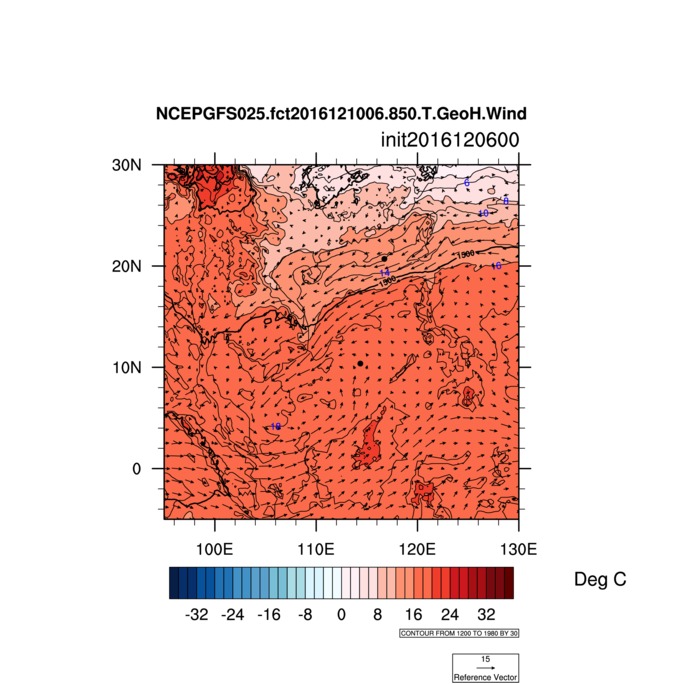 NCEPGFS025.fct2016121006.850.T.GeoH.Wind
init2016120600
30N
20N
10N
0
6
8
10
1500
16
14
1500
18
100E
110E
120E
130E
-32 -24 -16 -8 0 8 16 24 32
Deg C
CONTOUR FROM 1200 TO 1980 BY 30
15
Reference Vector